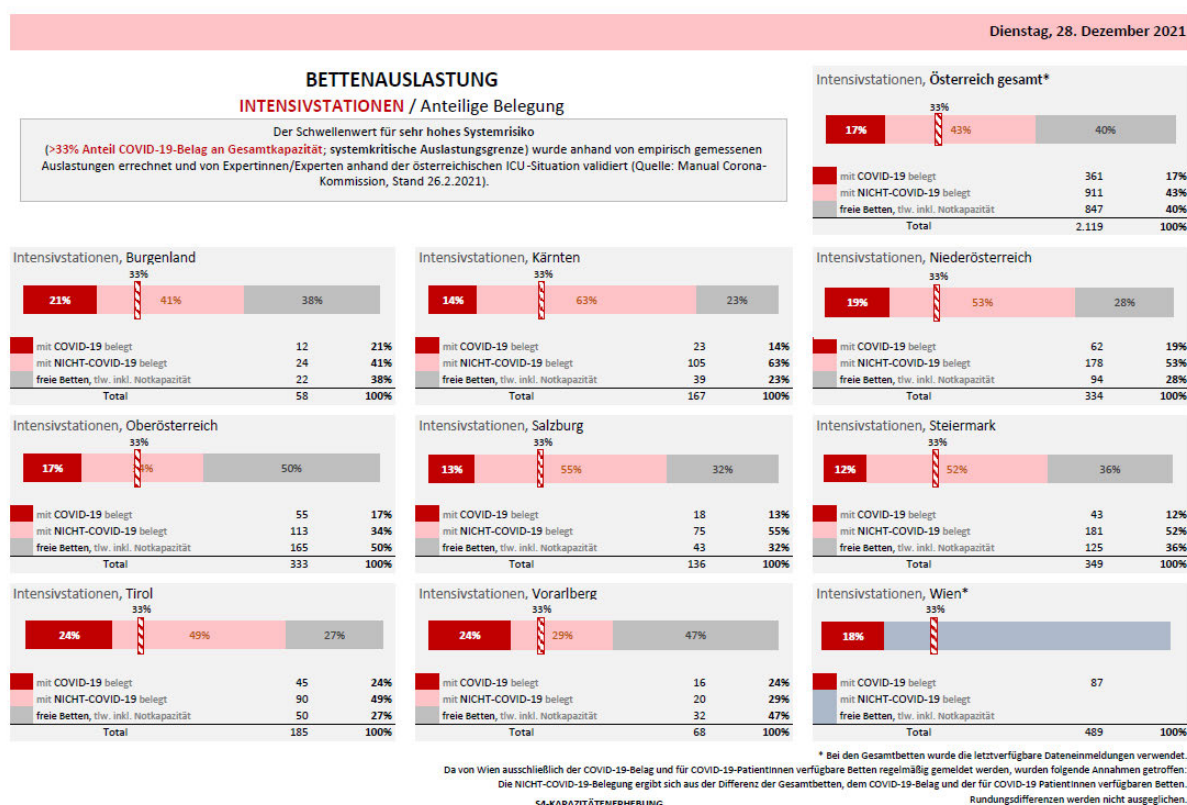 Dienstag, 28. Dezember 2021
BETTENAUSLASTUNG
INTENSIVSTATIONEN / Anteilige Belegung
Der Schwellenwert für sehr hohes Systemrisiko
(>33% Anteil COVID-19-Belag an Gesamtkapazität; systemkritische Auslastungsgrenze) wurde anhand von empirisch gemessenen
Auslastungen errechnet und von Expertinnen/Experten anhand der österreichischen ICU-Situation validiert (Quelle: Manual Corona-
Kommission, Stand 26.2.2021).
Intensivstationen, Österreich gesamt*
33%
17% 43% 40%
mit COVID-19 belegt 361 17%
mit NICHT-COVID-19 belegt 911 43%
freie Betten, tlw. inkl. Notkapazität 847 40%
Total 2.119 100%
Intensivstationen, Burgenland
33%
21% 41% 38%
mit COVID-19 belegt 12 21%
mit NICHT-COVID-19 belegt 24 41%
freie Betten, tlw. inkl. Notkapazität 22 38%
Total 58 100%
Intensivstationen, Kärnten
33%
14% 63% 23%
mit COVID-19 belegt 23 14%
mit NICHT-COVID-19 belegt 105 63%
freie Betten, tlw. inkl. Notkapazität 39 23%
Total 167 100%
Intensivstationen, Niederösterreich
33%
19% 53% 28%
mit COVID-19 belegt 62 19%
mit NICHT-COVID-19 belegt 178 53%
freie Betten, tlw. inkl. Notkapazität 94 28%
Total 334 100%
Intensivstationen, Oberösterreich
33%
17% 34% 50%
mit COVID-19 belegt 55 17%
mit NICHT-COVID-19 belegt 113 34%
freie Betten, tlw. inkl. Notkapazität 165 50%
Total 333 100%
Intensivstationen, Salzburg
33%
13% 55% 32%
mit COVID-19 belegt 18 13%
mit NICHT-COVID-19 belegt 75 55%
freie Betten, tlw. inkl. Notkapazität 43 32%
Total 136 100%
Intensivstationen, Steiermark
33%
12% 52% 36%
mit COVID-19 belegt 43 12%
mit NICHT-COVID-19 belegt 181 52%
freie Betten, tlw. inkl. Notkapazität 125 36%
Total 349 100%
Intensivstationen, Tirol
33%
24% 49% 27%
mit COVID-19 belegt 45 24%
mit NICHT-COVID-19 belegt 90 49%
freie Betten, tlw. inkl. Notkapazität 50 27%
Total 185 100%
Intensivstationen, Vorarlberg
33%
24% 29% 47%
mit COVID-19 belegt 16 24%
mit NICHT-COVID-19 belegt 20 29%
freie Betten, tlw. inkl. Notkapazität 32 47%
Total 68 100%
Intensivstationen, Wien*
33%
18%
mit COVID-19 belegt 87
mit NICHT-COVID-19 belegt
freie Betten, tlw. inkl. Notkapazität
Total 489 100%
* Bei den Gesamtbetten wurde die letztverfügbare Dateneinmeldungen verwendet.
Da von Wien ausschließlich der COVID-19-Belag und für COVID-19-PatientInnen verfügbare Betten regelmäßig gemeldet werden, wurden folgende Annahmen getroffen:
Die NICHT-COVID-19-Belegung ergibt sich aus der Differenz der Gesamtbetten, dem COVID-19-Belag und der für COVID-19 PatientInnen verfügbaren Betten.
Rundungsdifferenzen werden nicht ausgeglichen.
S4-KAPAZITÄTENERHEBUNG